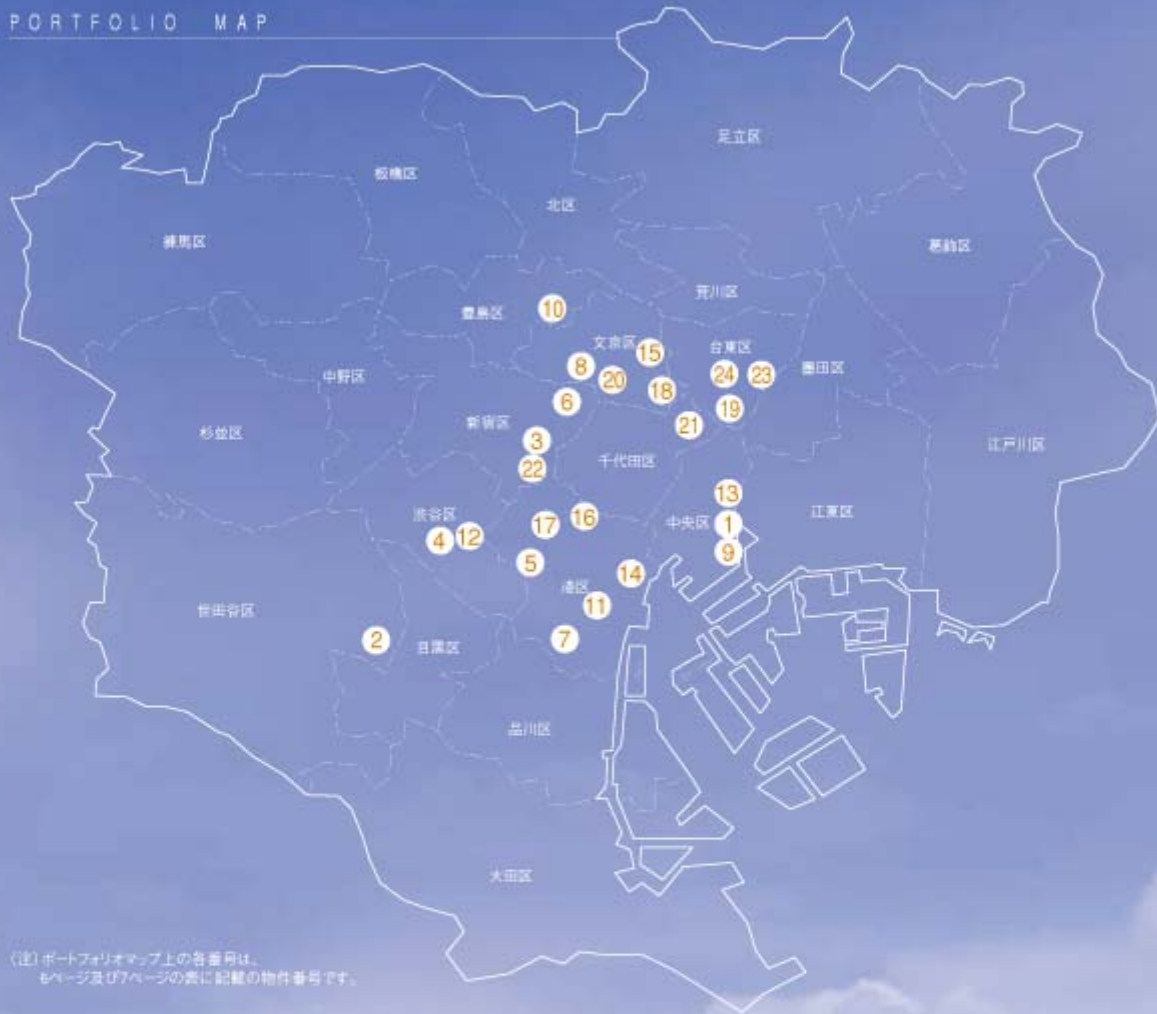 PORTFOLIO MAP
足立区
板橋区
北区
練馬区
葛飾区
荒川区
豊島区
10
文京区
15
台東区
8
20
24
23
墨田区
中野区
18
6
19
新宿区
21
杉並区
3
江戸川区
千代田区
22
13
渋谷区
16
中央区
1
江東区
17
4
12
9
5
14
港区
11
世田谷区
2
目黒区
7
品川区
大田区
(注)ポートフォリオマップ上の各番号は、
6ページ及び7ページの表に記載の物件番号です。